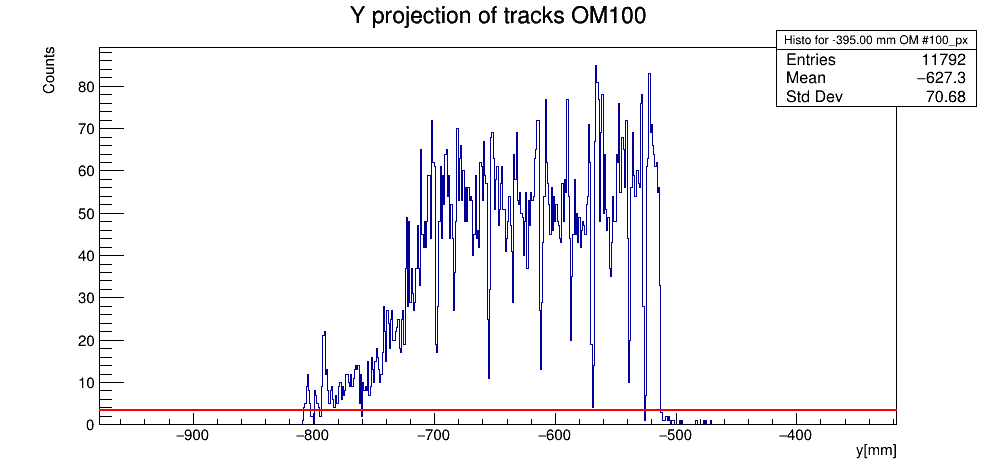 Y projection of tracks OM100
Histo for -395.00 mm OM #100_px
Entries 11792
Mean −627.3
Std Dev 70.68
Counts
80
70
60
50
40
30
20
10
0
−900 −800 −700 −600 −500 −400
y[mm]